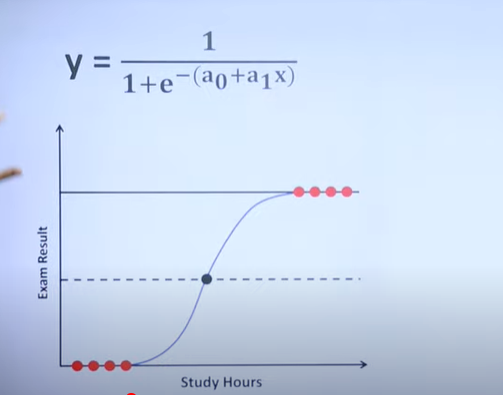 y = 1 / 1+e^-(a₀+a₁x)
Exam Result
Study Hours